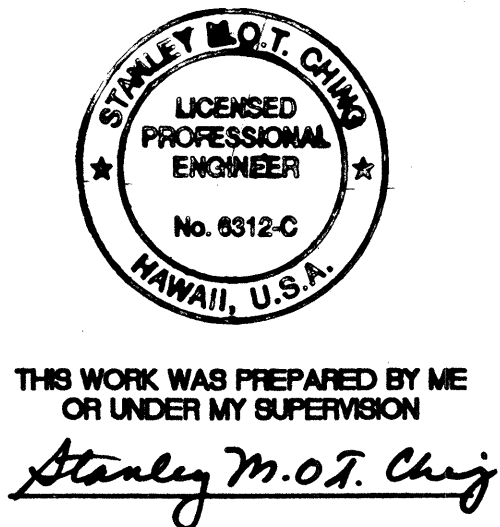 STANLEY M.O.T. CHING
LICENSED
PROFESSIONAL
ENGINEER
No. 6312-C
HAWAII, U.S.A.
THIS WORK WAS PREPARED BY ME
OR UNDER MY SUPERVISION
Stanley M.O.T. Ching